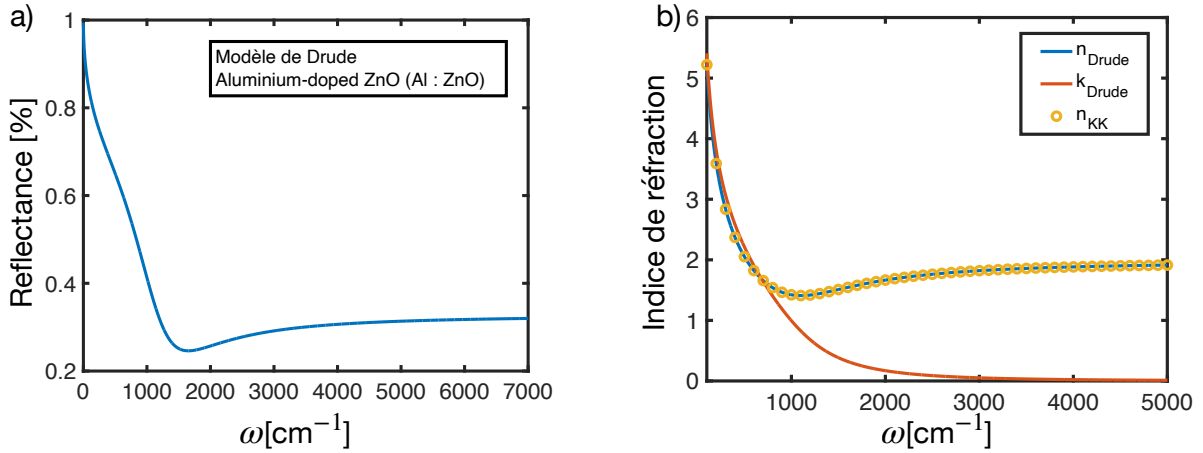 a)
1
0.8
0.6
0.4
0.2
Reflectance [%]
Modèle de Drude
Aluminium-doped ZnO (Al : ZnO)
0 1000 2000 3000 4000 5000 6000 7000
ω[cm⁻¹]
b)
6
5
4
3
2
1
0
Indice de réfraction
n_Drude
k_Drude
n_KK
1000 2000 3000 4000 5000
ω[cm⁻¹]